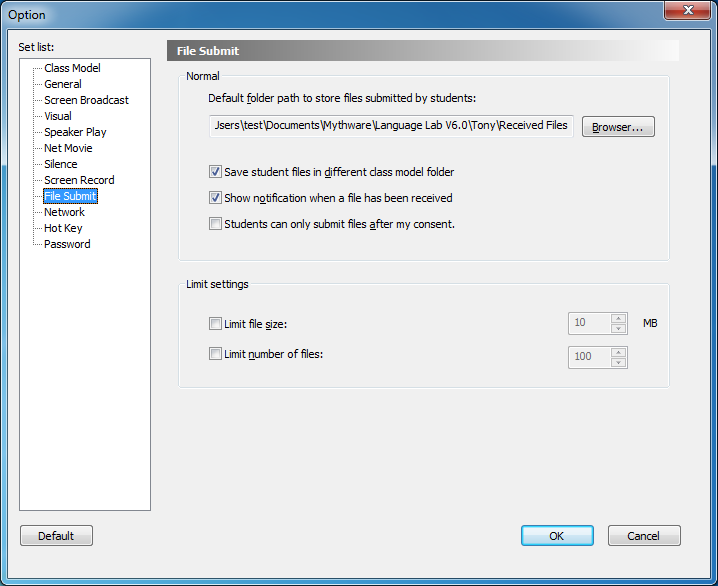 Option
Set list:
Class Model
General
Screen Broadcast
Visual
Speaker Play
Net Movie
Silence
Screen Record
File Submit
Network
Hot Key
Password
File Submit
Normal
Default folder path to store files submitted by students:
Jsers\test\Documents\Mythware\Language Lab V6.0\Tony\Received Files
Browser...
Save student files in different class model folder
Show notification when a file has been received
Students can only submit files after my consent.
Limit settings
Limit file size:
10
MB
Limit number of files:
100
Default
OK
Cancel